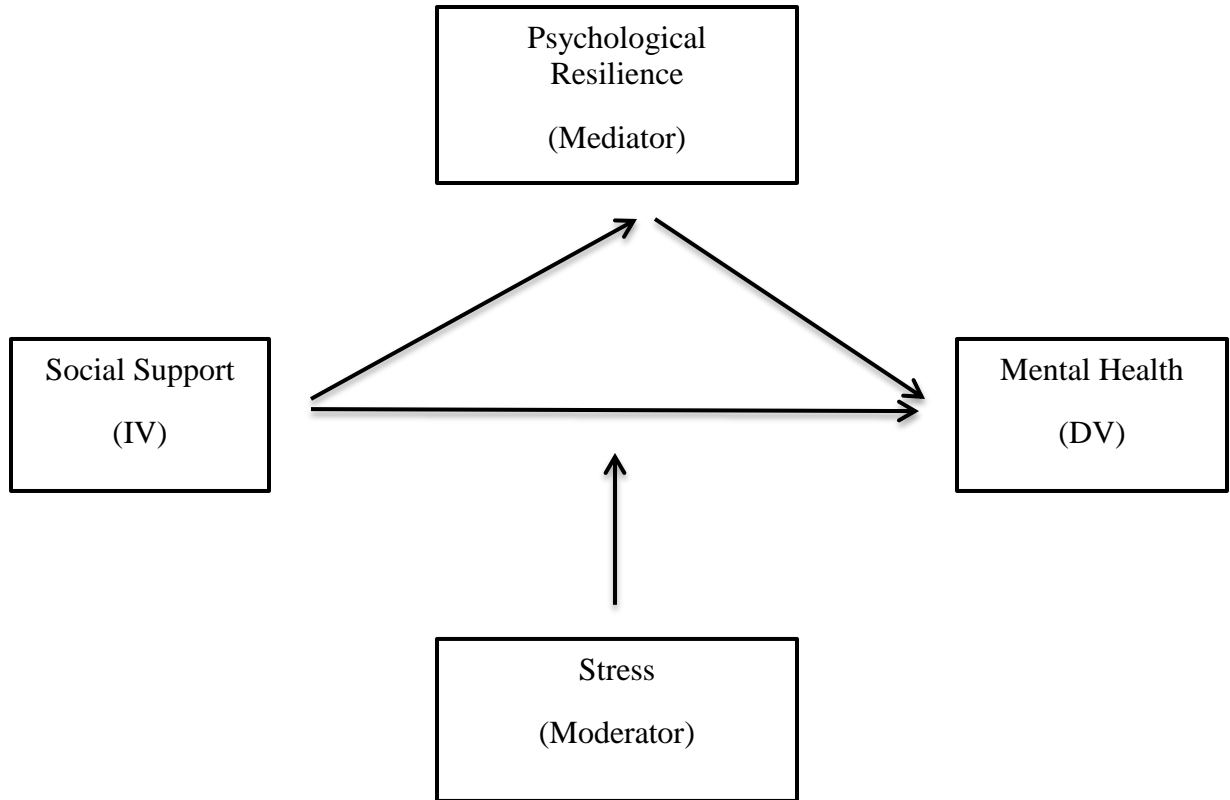 Psychological
Resilience
(Mediator)
Social Support
(IV)
Mental Health
(DV)
Stress
(Moderator)